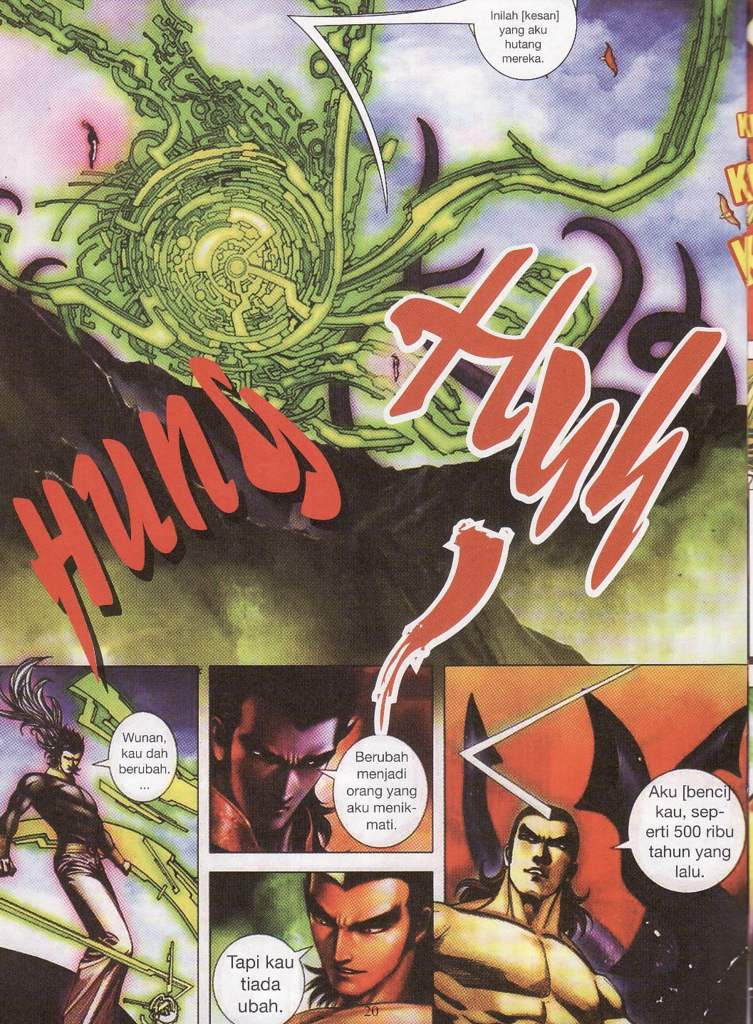 Inilah [kesan]
yang aku
hutang
mereka.
Huh
Hung
Wunan,
kau dah
berubah.
...
Berubah
menjadi
orang yang
aku menik-
mati.
Aku [benci]
kau, sep-
erti 500 ribu
tahun yang
lalu.
Tapi kau
tiada
ubah.
20